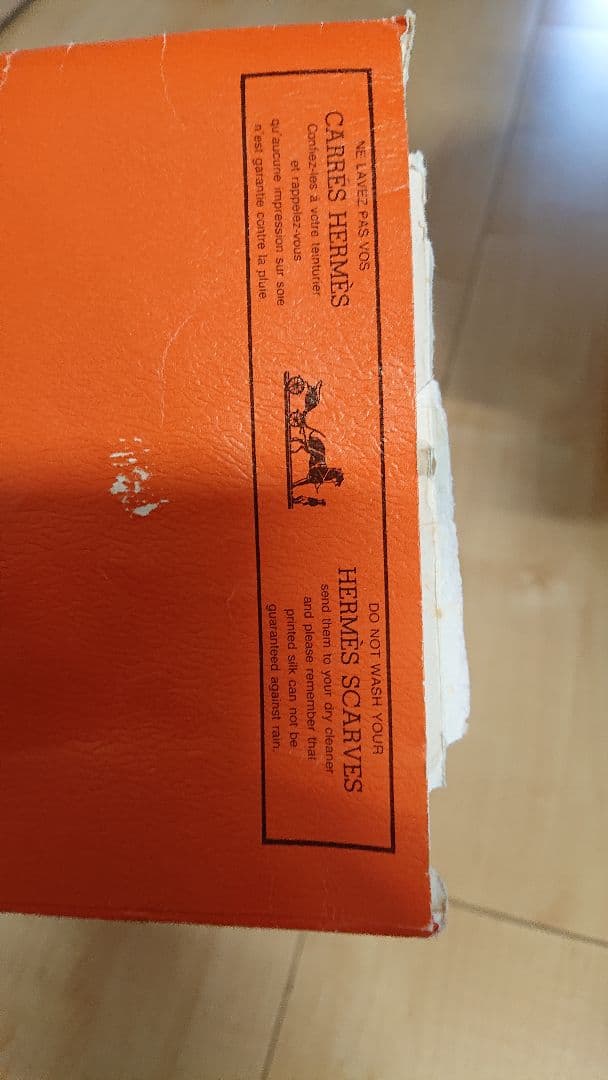 NE LAVEZ PAS VOS
CARRÉS HERMÈS
Confiez-les à votre teinturier
et rappelez-vous
qu'aucune impression sur soie
n'est garantie contre la pluie
DO NOT WASH YOUR
HERMÈS SCARVES
send them to your dry cleaner
and please remember that
printed silk can not be
guaranteed against rain.